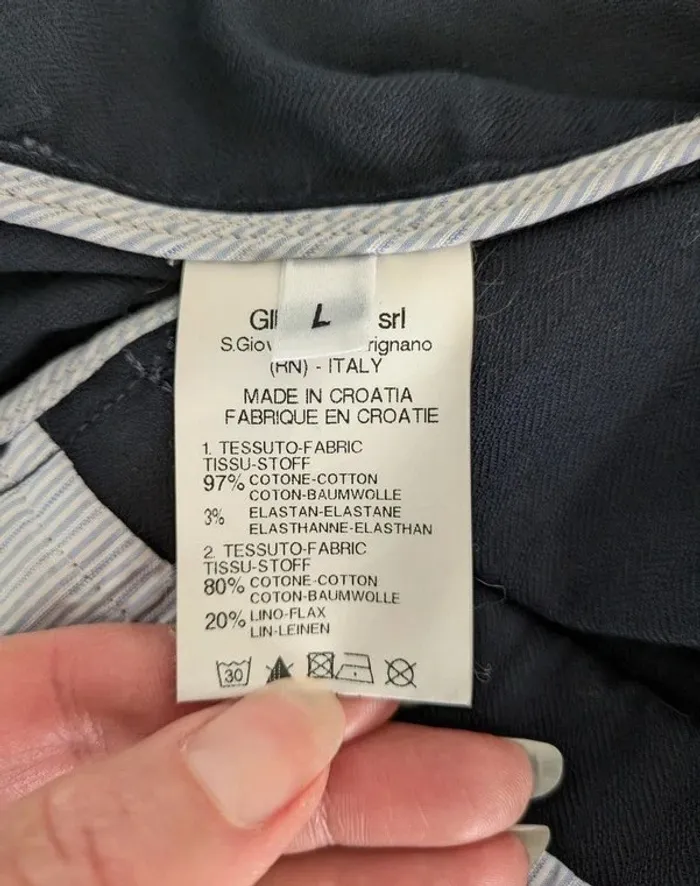 L
srl
ITALY
MADE IN CROATIA
FABRIQUE EN CROATIE
1. TESSUTO-FABRIC
TISSU-STOFF
97% COTONE-COTTON
COTON-BAUMWOLLE
3% ELASTAN-ELASTANE
ELASTHANNE-ELASTHAN
2. TESSUTO-FABRIC
TISSU-STOFF
80% COTONE-COTTON
COTON-BAUMWOLLE
20% LINO-FLAX
LIN-LEINEN
30